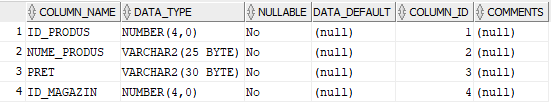 COLUMN_NAME DATA_TYPE NULLABLE DATA_DEFAULT COLUMN_ID COMMENTS
1 ID_PRODUS NUMBER(4,0) No (null) 1 (null)
2 NUME_PRODUS VARCHAR2(25 BYTE) No (null) 2 (null)
3 PRET VARCHAR2(30 BYTE) No (null) 3 (null)
4 ID_MAGAZIN NUMBER(4,0) No (null) 4 (null)